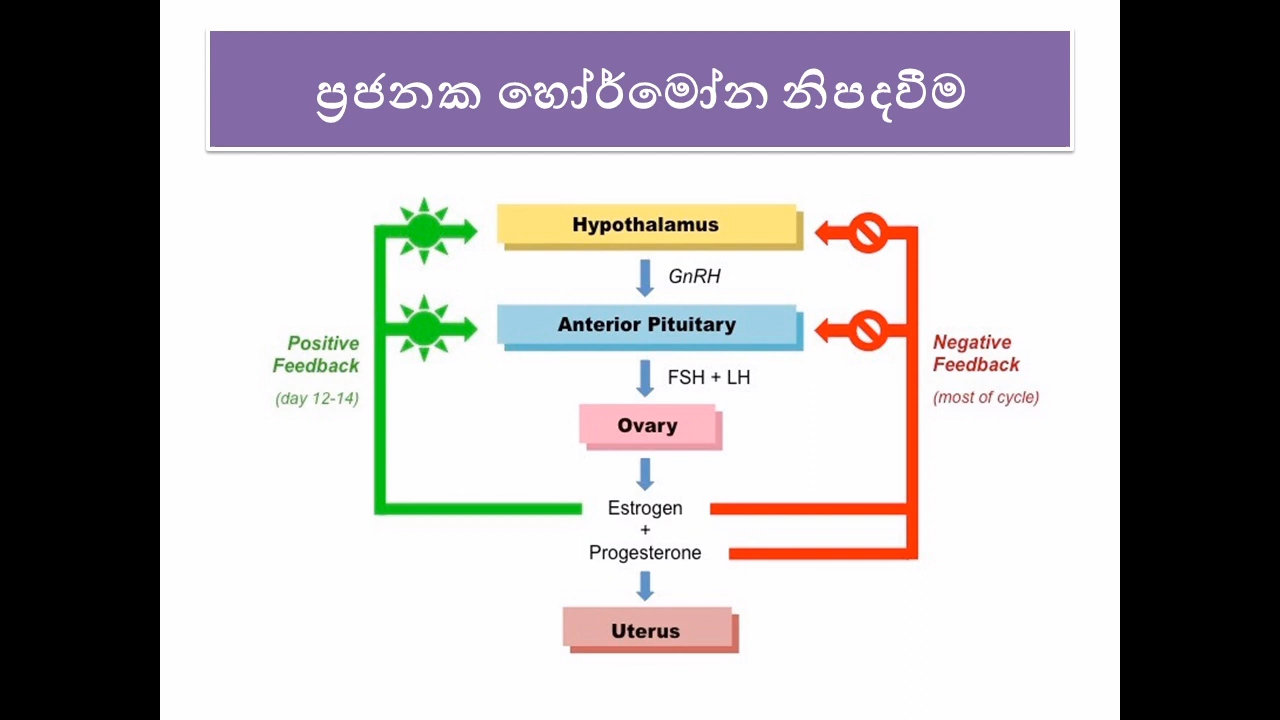 ප්‍රජනක හෝර්මෝන නිපදවීම
Hypothalamus
GnRH
Anterior Pituitary
Positive
Feedback
(day 12-14)
Negative
Feedback
(most of cycle)
FSH + LH
Ovary
Estrogen
+
Progesterone
Uterus